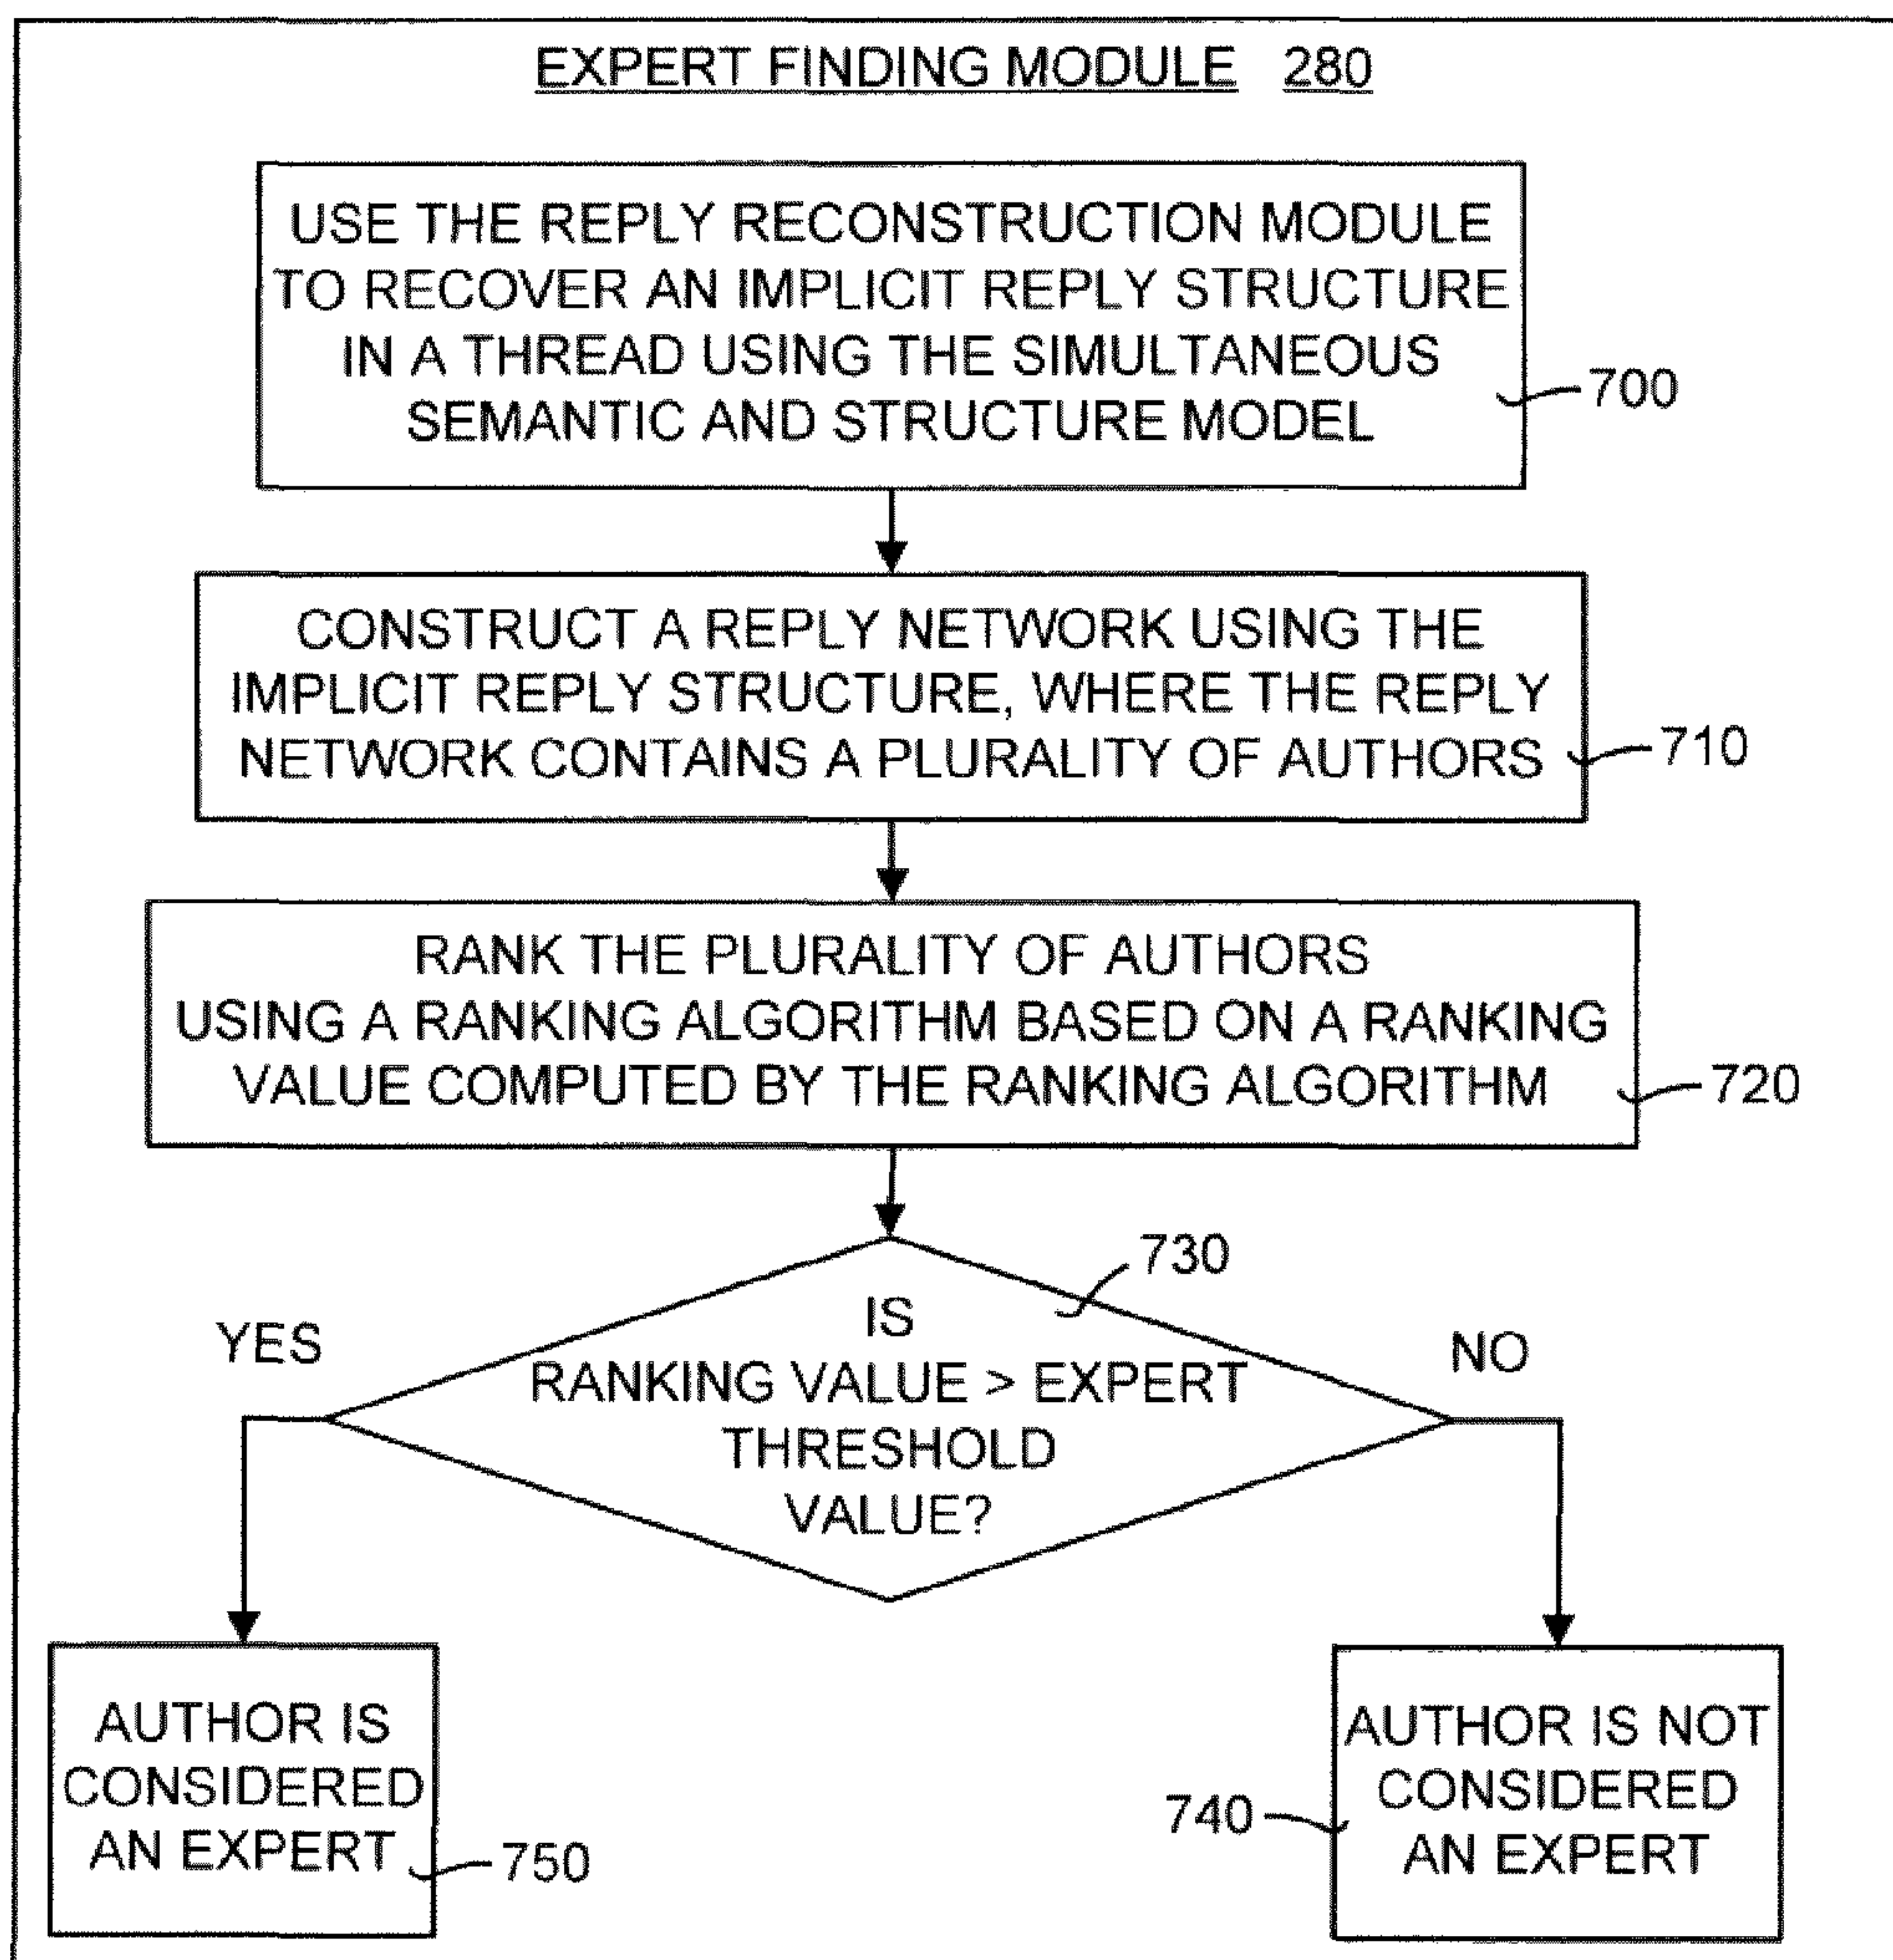 EXPERT FINDING MODULE 280
USE THE REPLY RECONSTRUCTION MODULE
TO RECOVER AN IMPLICIT REPLY STRUCTURE
IN A THREAD USING THE SIMULTANEOUS
SEMANTIC AND STRUCTURE MODEL
700
CONSTRUCT A REPLY NETWORK USING THE
IMPLICIT REPLY STRUCTURE, WHERE THE REPLY
NETWORK CONTAINS A PLURALITY OF AUTHORS
710
RANK THE PLURALITY OF AUTHORS
USING A RANKING ALGORITHM BASED ON A RANKING
VALUE COMPUTED BY THE RANKING ALGORITHM
720
730
IS
RANKING VALUE > EXPERT
THRESHOLD
VALUE?
YES
NO
AUTHOR IS
CONSIDERED
AN EXPERT
750
AUTHOR IS NOT
CONSIDERED
AN EXPERT
740